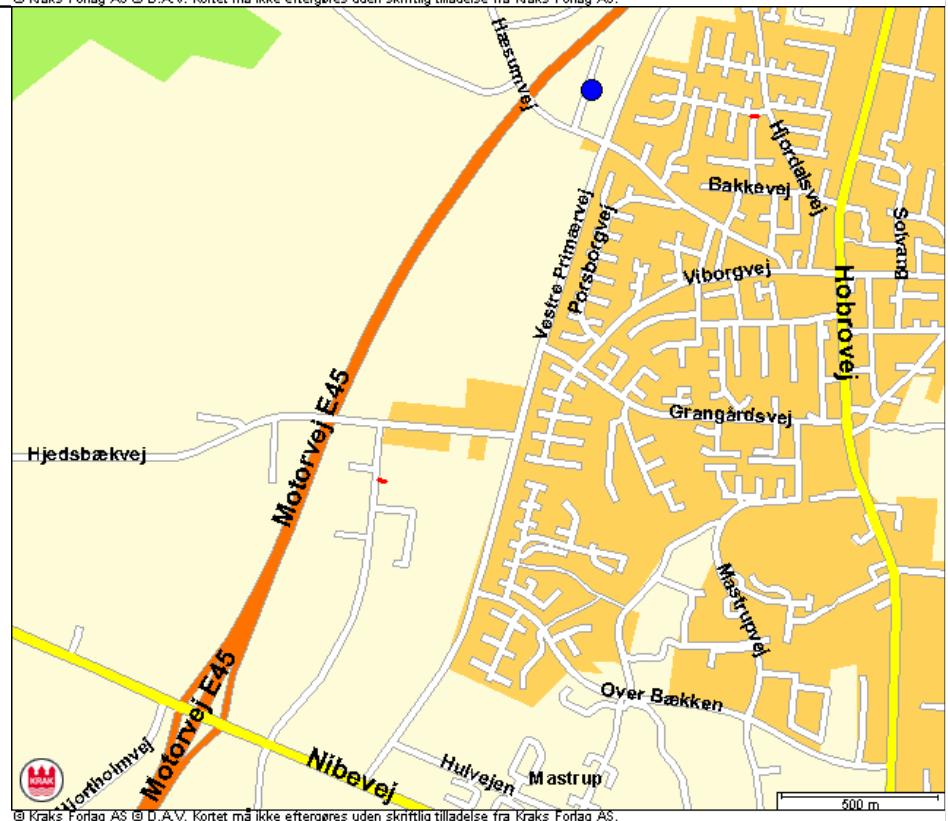 © Kraks Forlag AS © D.A.V. Kortet må ikke eftergøres uden skriftlig tilladelse fra Kraks Forlag AS.
Hæsumvej
Hjordalsvej
Bakkevej
Vestre Primærvej
Porsborgvej
Solvang
Viborgvej
Hobrovej
Motorvej E45
Grangårdsvej
Hjedsbækvej
Mastrupvej
Motorvej E45
Over Bækken
Nibevej
Hulvejen
Mastrup
Hjortholmvej
KRAK
500 m
© Kraks Forlag AS © D.A.V. Kortet må ikke eftergøres uden skriftlig tilladelse fra Kraks Forlag AS.